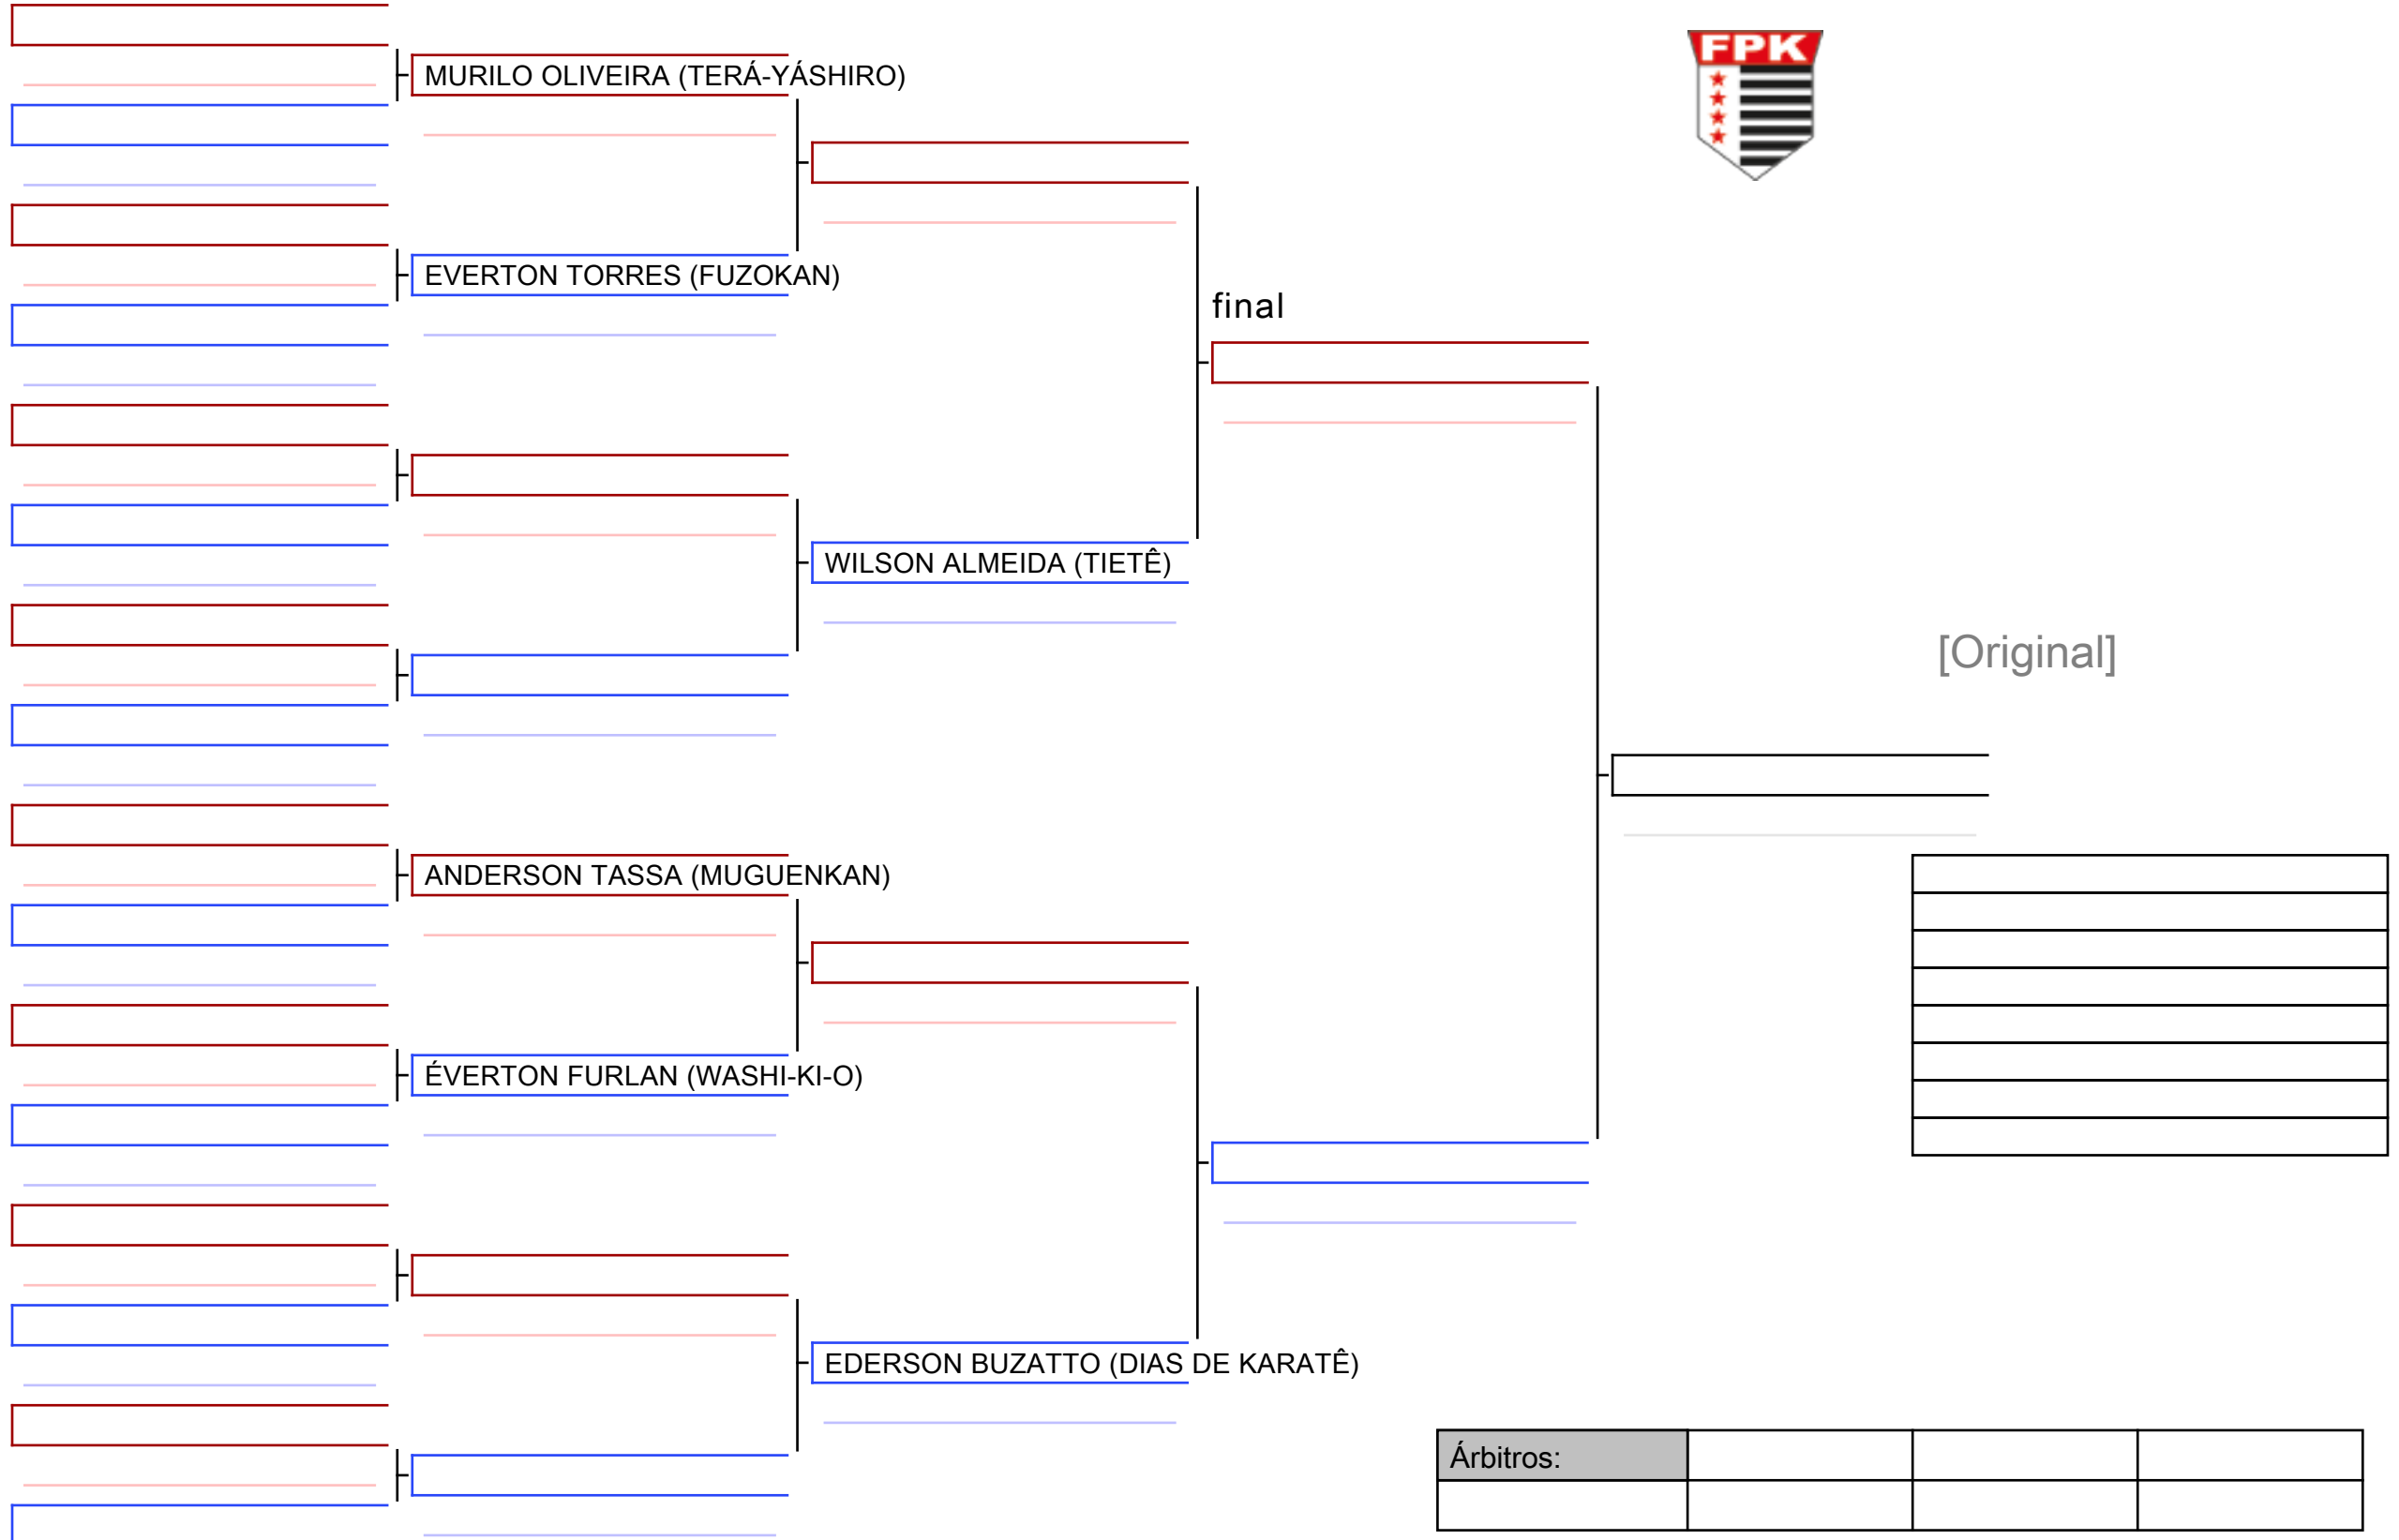 FPK
MURILO OLIVEIRA (TERÁ-YÁSHIRO)
EVERTON TORRES (FUZOKAN)
final
WILSON ALMEIDA (TIETÊ)
[Original]
ANDERSON TASSA (MUGUENKAN)
ÉVERTON FURLAN (WASHI-KI-O)
EDERSON BUZATTO (DIAS DE KARATÊ)
Árbitros: